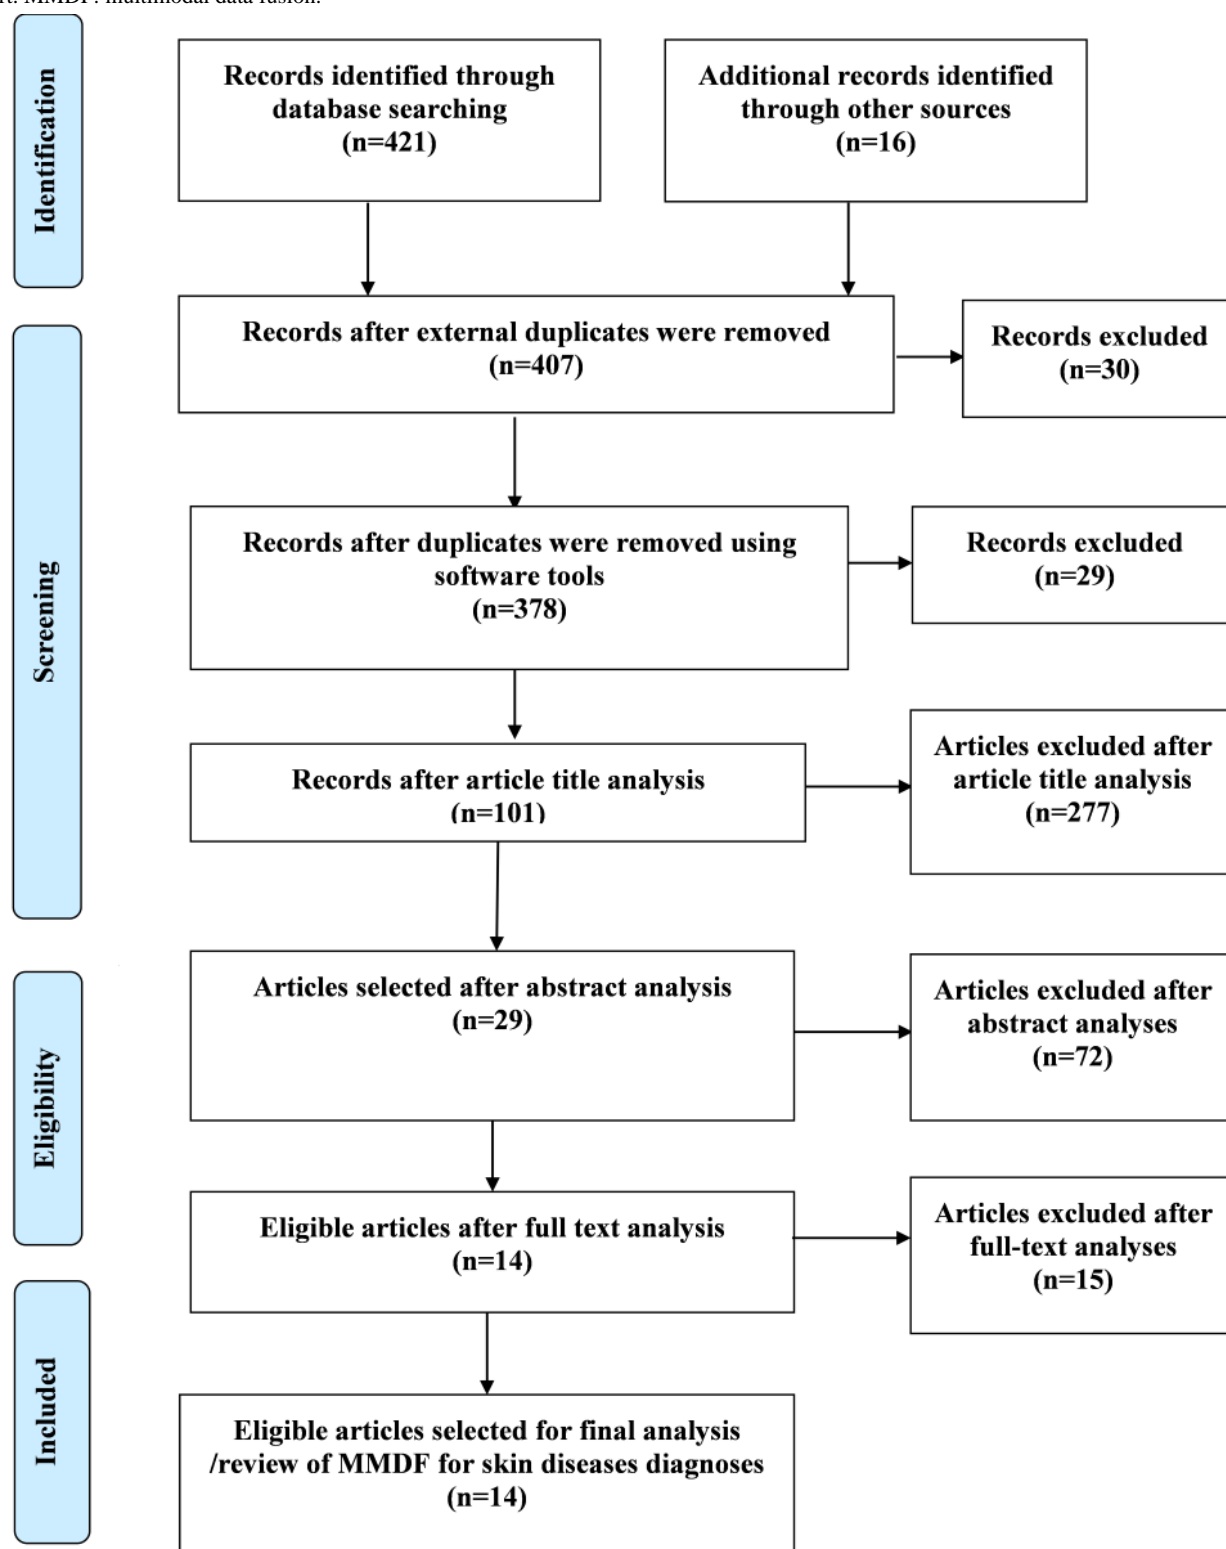 MMDF: multimodal data fusion.
Identification
Records identified through
database searching
(n=421)
Additional records identified
through other sources
(n=16)
Records after external duplicates were removed
(n=407)
Records excluded
(n=30)
Screening
Records after duplicates were removed using
software tools
(n=378)
Records excluded
(n=29)
Records after article title analysis
(n=101)
Articles excluded after
article title analysis
(n=277)
Eligibility
Articles selected after abstract analysis
(n=29)
Articles excluded after
abstract analyses
(n=72)
Eligible articles after full text analysis
(n=14)
Articles excluded after
full-text analyses
(n=15)
Included
Eligible articles selected for final analysis
/review of MMDF for skin diseases diagnoses
(n=14)